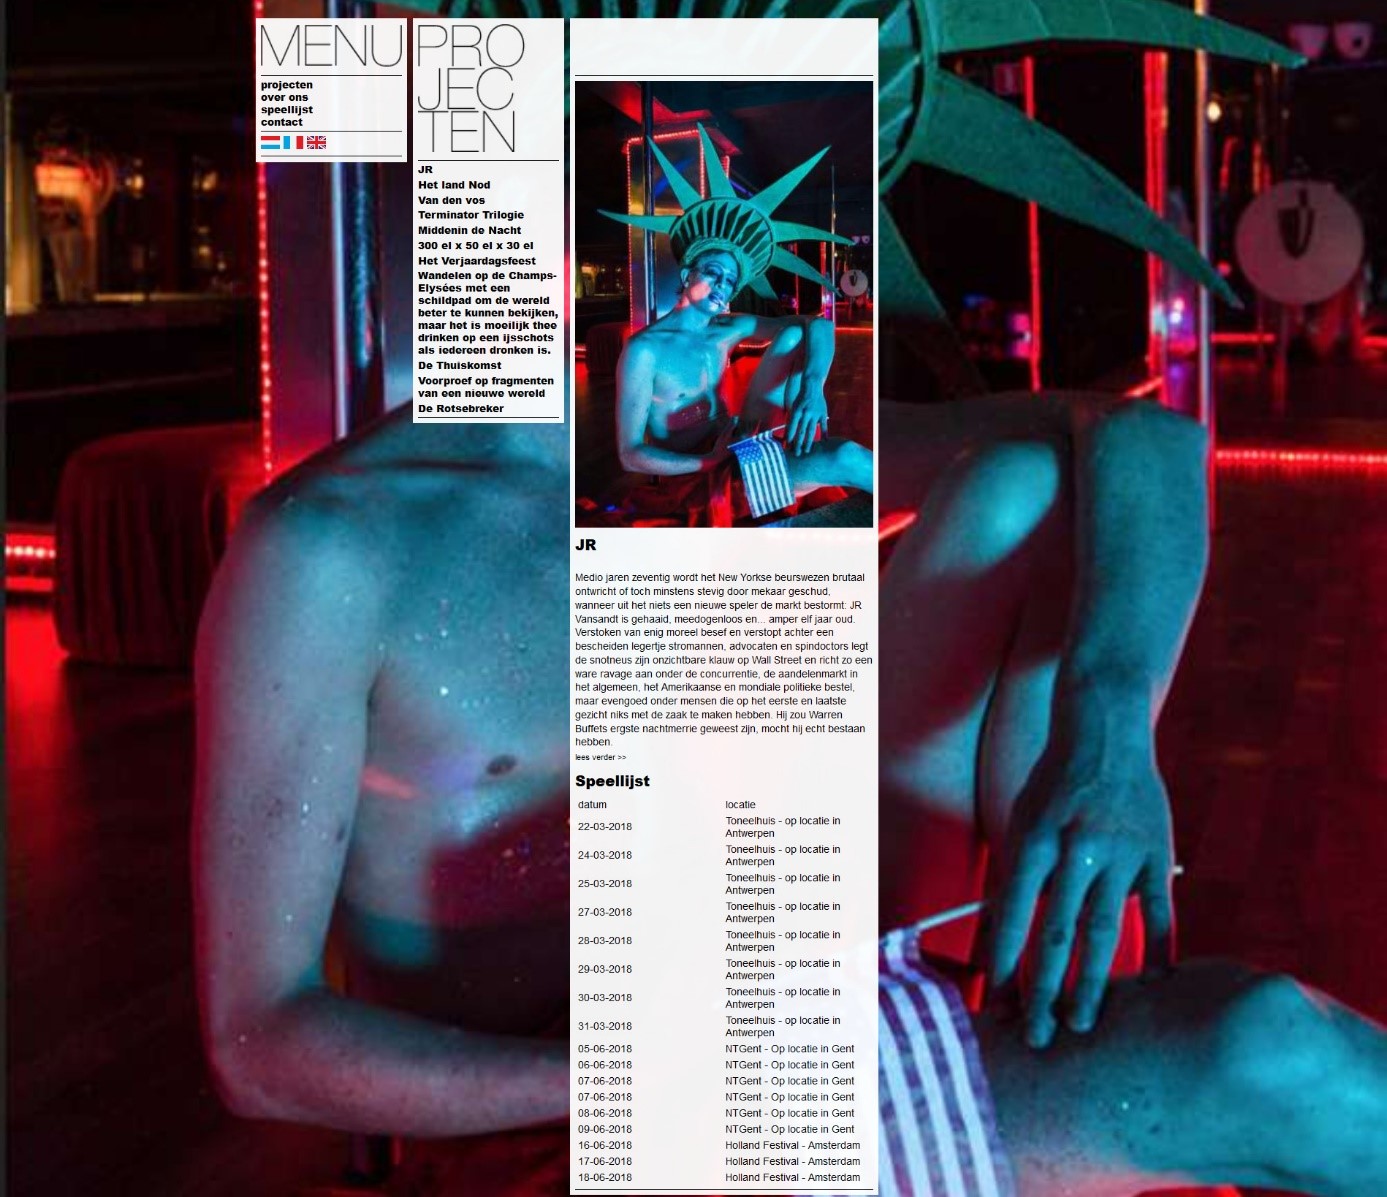 MENU
projecten
over ons
speellijst
contact
PRO
JEC
TEN
JR
Het land Nod
Van den vos
Terminator Trilogie
Middenin de Nacht
300 el x 50 el x 30 el
Het Verjaardagsfeest
Wandelen op de Champs-
Elysées met een
schildpad om de wereld
beter te kunnen bekijken,
maar het is moeilijk thee
drinken op een ijsschots
als iedereen dronken is.
De Thuiskomst
Voorproef op fragmenten
van een nieuwe wereld
De Rotsebreker
JR
Medio jaren zeventig wordt het New Yorkse beurswezen brutaal
ontwricht of toch minstens stevig door mekaar geschud,
wanneer uit het niets een nieuwe speler de markt bestormt: JR
Vansandt is gehaaid, meedogenloos en... amper elf jaar oud.
Verstoken van enig moreel besef en verstopt achter een
bescheiden legertje stromannen, advocaten en spindoctors legt
de snotneus zijn onzichtbare klauw op Wall Street en richt zo een
ware ravage aan onder de concurrentie, de aandelenmarkt in
het algemeen, het Amerikaanse en mondiale politieke bestel,
maar evengoed onder mensen die op het eerste en laatste
gezicht niks met de zaak te maken hebben. Hij zou Warren
Buffets ergste nachtmerrie geweest zijn, mocht hij echt bestaan
hebben.
lees verder >>
Speellijst
datum locatie
22-03-2018 Toneelhuis - op locatie in
Antwerpen
24-03-2018 Toneelhuis - op locatie in
Antwerpen
25-03-2018 Toneelhuis - op locatie in
Antwerpen
27-03-2018 Toneelhuis - op locatie in
Antwerpen
28-03-2018 Toneelhuis - op locatie in
Antwerpen
29-03-2018 Toneelhuis - op locatie in
Antwerpen
30-03-2018 Toneelhuis - op locatie in
Antwerpen
31-03-2018 Toneelhuis - op locatie in
Antwerpen
05-06-2018 NTGent - Op locatie in Gent
06-06-2018 NTGent - Op locatie in Gent
07-06-2018 NTGent - Op locatie in Gent
07-06-2018 NTGent - Op locatie in Gent
08-06-2018 NTGent - Op locatie in Gent
09-06-2018 NTGent - Op locatie in Gent
16-06-2018 Holland Festival - Amsterdam
17-06-2018 Holland Festival - Amsterdam
18-06-2018 Holland Festival - Amsterdam